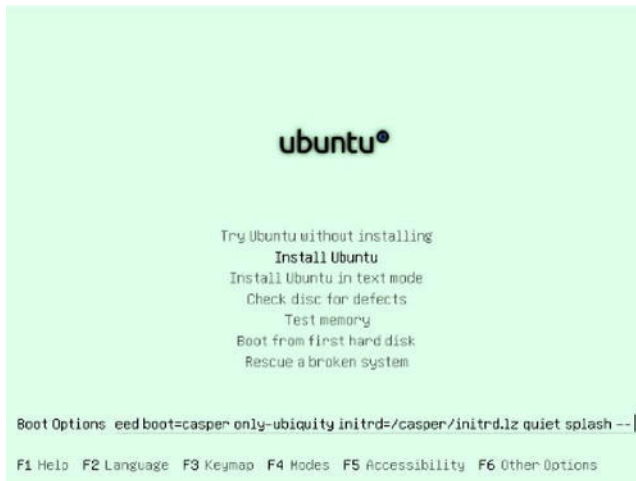 ubuntu
Try Ubuntu without installing
Install Ubuntu
Install Ubuntu in text mode
Check disc for defects
Test memory
Boot from first hard disk
Rescue a broken system
Boot Options eed boot=casper only-ubiquity initrd=/casper/initrd.lz quiet splash --
F1 Help F2 Language F3 Keymap F4 Modes F5 Accessibility F6 Other Options